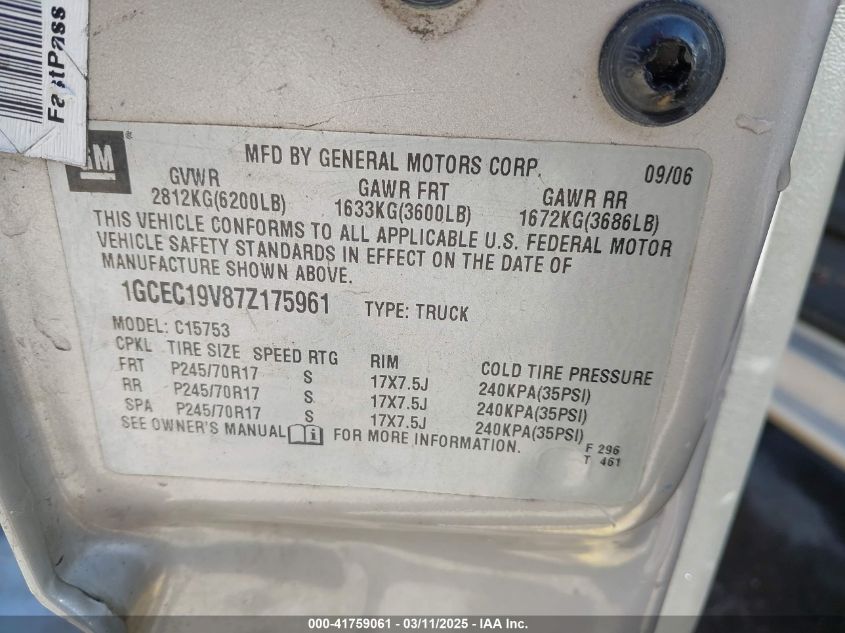 FastPass
GM
MFD BY GENERAL MOTORS CORP. 09/06
GVWR GAWR FRT GAWR RR
2812KG(6200LB) 1633KG(3600LB) 1672KG(3686LB)
THIS VEHICLE CONFORMS TO ALL APPLICABLE U.S. FEDERAL MOTOR
VEHICLE SAFETY STANDARDS IN EFFECT ON THE DATE OF
MANUFACTURE SHOWN ABOVE.
1GCEC19V87Z175961 TYPE: TRUCK
MODEL: C15753
CPKL TIRE SIZE SPEED RTG RIM COLD TIRE PRESSURE
FRT P245/70R17 S 17X7.5J 240KPA(35PSI)
RR P245/70R17 S 17X7.5J 240KPA(35PSI)
SPA P245/70R17 S 17X7.5J 240KPA(35PSI)
SEE OWNER'S MANUAL i FOR MORE INFORMATION.
F 296
T 461
000-41759061 - 03/11/2025 - IAA Inc.